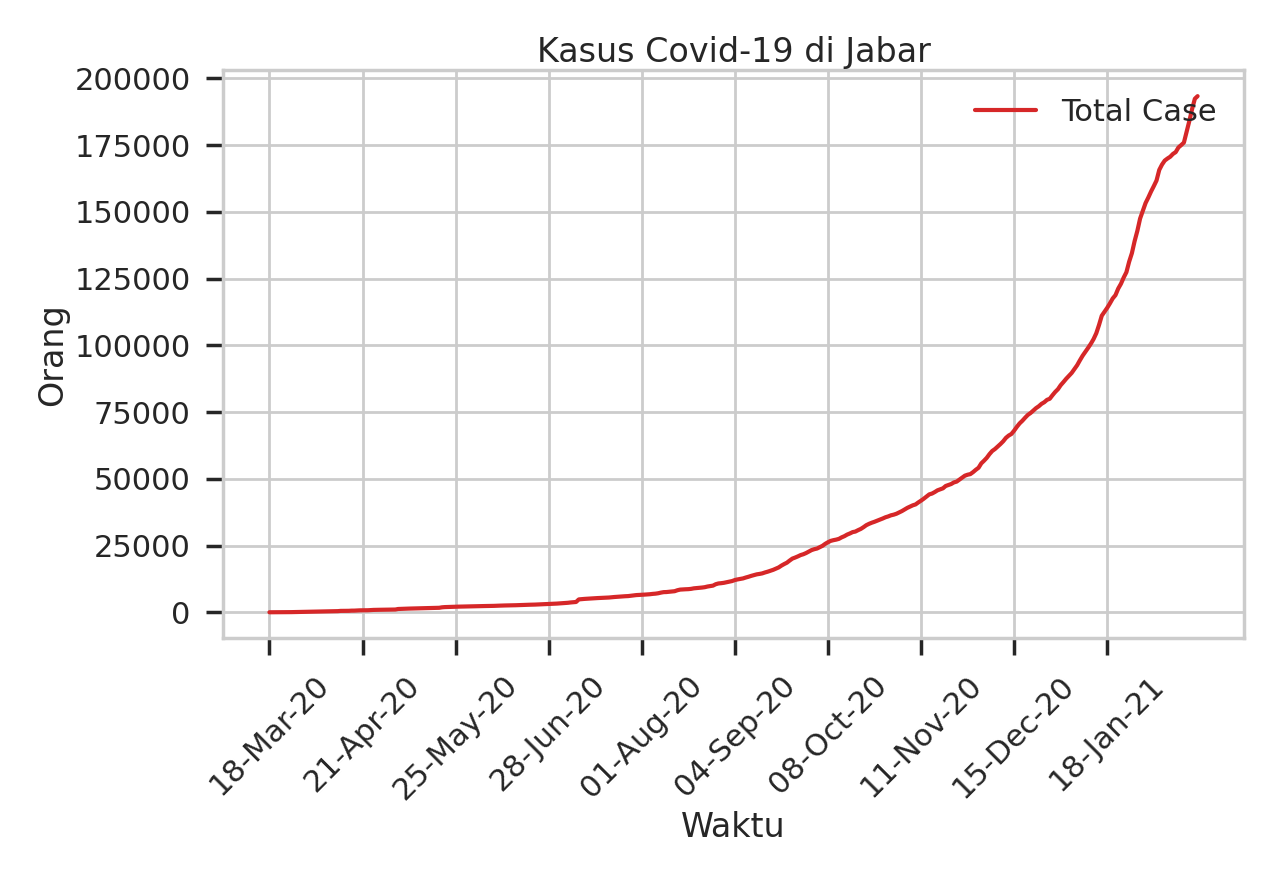 Kasus Covid-19 di Jabar
Total Case
200000
175000
150000
125000
100000
75000
50000
25000
0
Orang
18-Mar-20
21-Apr-20
25-May-20
28-Jun-20
01-Aug-20
04-Sep-20
08-Oct-20
11-Nov-20
15-Dec-20
18-Jan-21
Waktu